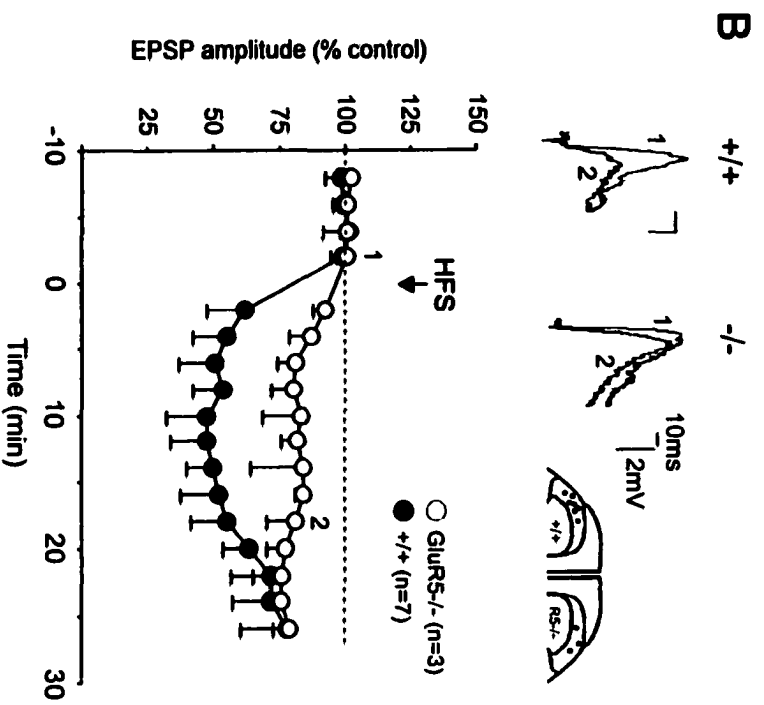 B
+/+
-/-
1
2
1
2
10ms
2mV
+/+
R5-/-
EPSP amplitude (% control)
150
125
100
75
50
25
HFS
1
2
GluR5-/- (n=3)
+/+ (n=7)
-10
0
10
20
30
Time (min)